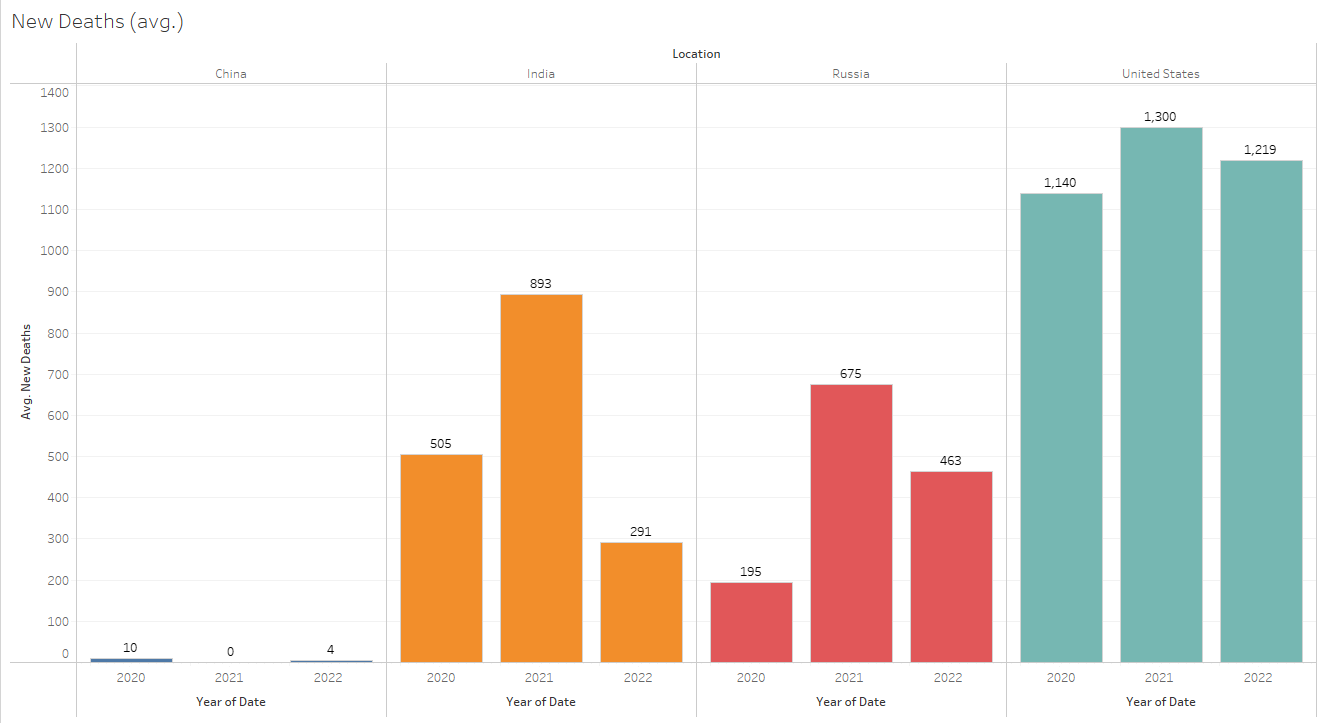 New Deaths (avg.)
Location
China India Russia United States
1400
1300
1200
1100
1000
900
800
700
600
500
400
300
200
100
0
Avg. New Deaths
10 0 4
505 893 291
195 675 463
1,140 1,300 1,219
2020 2021 2022 2020 2021 2022 2020 2021 2022 2020 2021 2022
Year of Date Year of Date Year of Date Year of Date